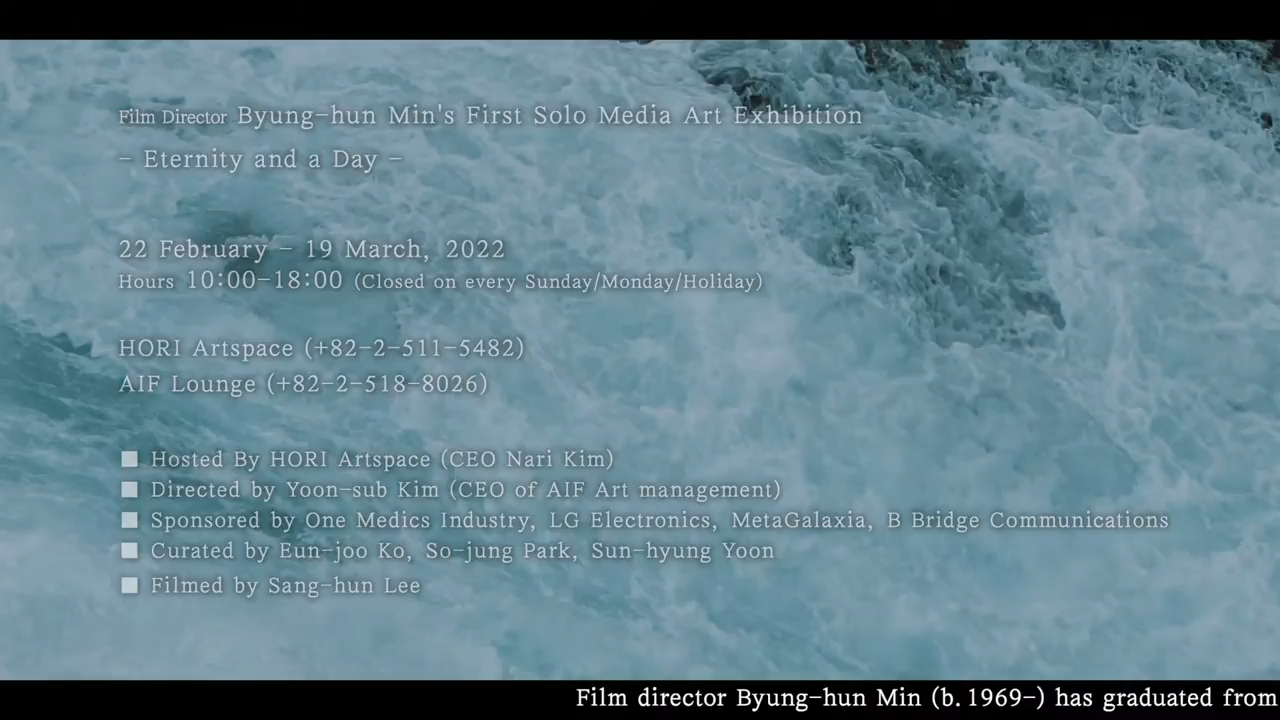 Film Director Byung-hun Min's First Solo Media Art Exhibition
- Eternity and a Day -
22 February - 19 March, 2022
Hours 10:00-18:00 (Closed on every Sunday/Monday/Holiday)
HORI Artspace (+82-2-511-5482)
AIF Lounge (+82-2-518-8026)
■ Hosted By HORI Artspace (CEO Nari Kim)
■ Directed by Yoon-sub Kim (CEO of AIF Art management)
■ Sponsored by One Medics Industry, LG Electronics, MetaGalaxia, B Bridge Communications
■ Curated by Eun-joo Ko, So-jung Park, Sun-hyung Yoon
■ Filmed by Sang-hun Lee
Film director Byung-hun Min (b.1969-) has graduated from